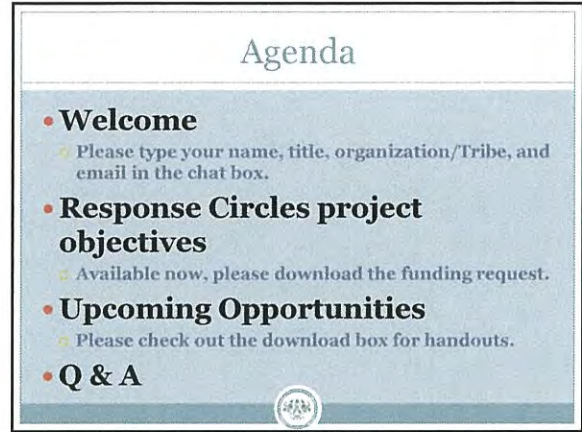 Agenda
• Welcome
Please type your name, title, organization/Tribe, and
email in the chat box.
• Response Circles project
objectives
Available now, please download the funding request.
• Upcoming Opportunities
Please check out the download box for handouts.
• Q & A